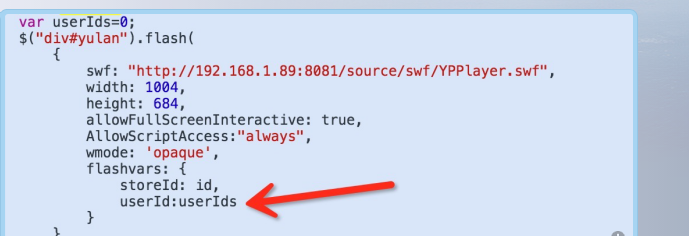 var userIds=0;
$("div#yulan").flash(
{
swf: "http://192.168.1.89:8081/source/swf/YPPlayer.swf",
width: 1004,
height: 684,
allowFullScreenInteractive: true,
AllowScriptAccess:"always",
wmode: 'opaque',
flashvars: {
storeId: id,
userId:userIds
}
}